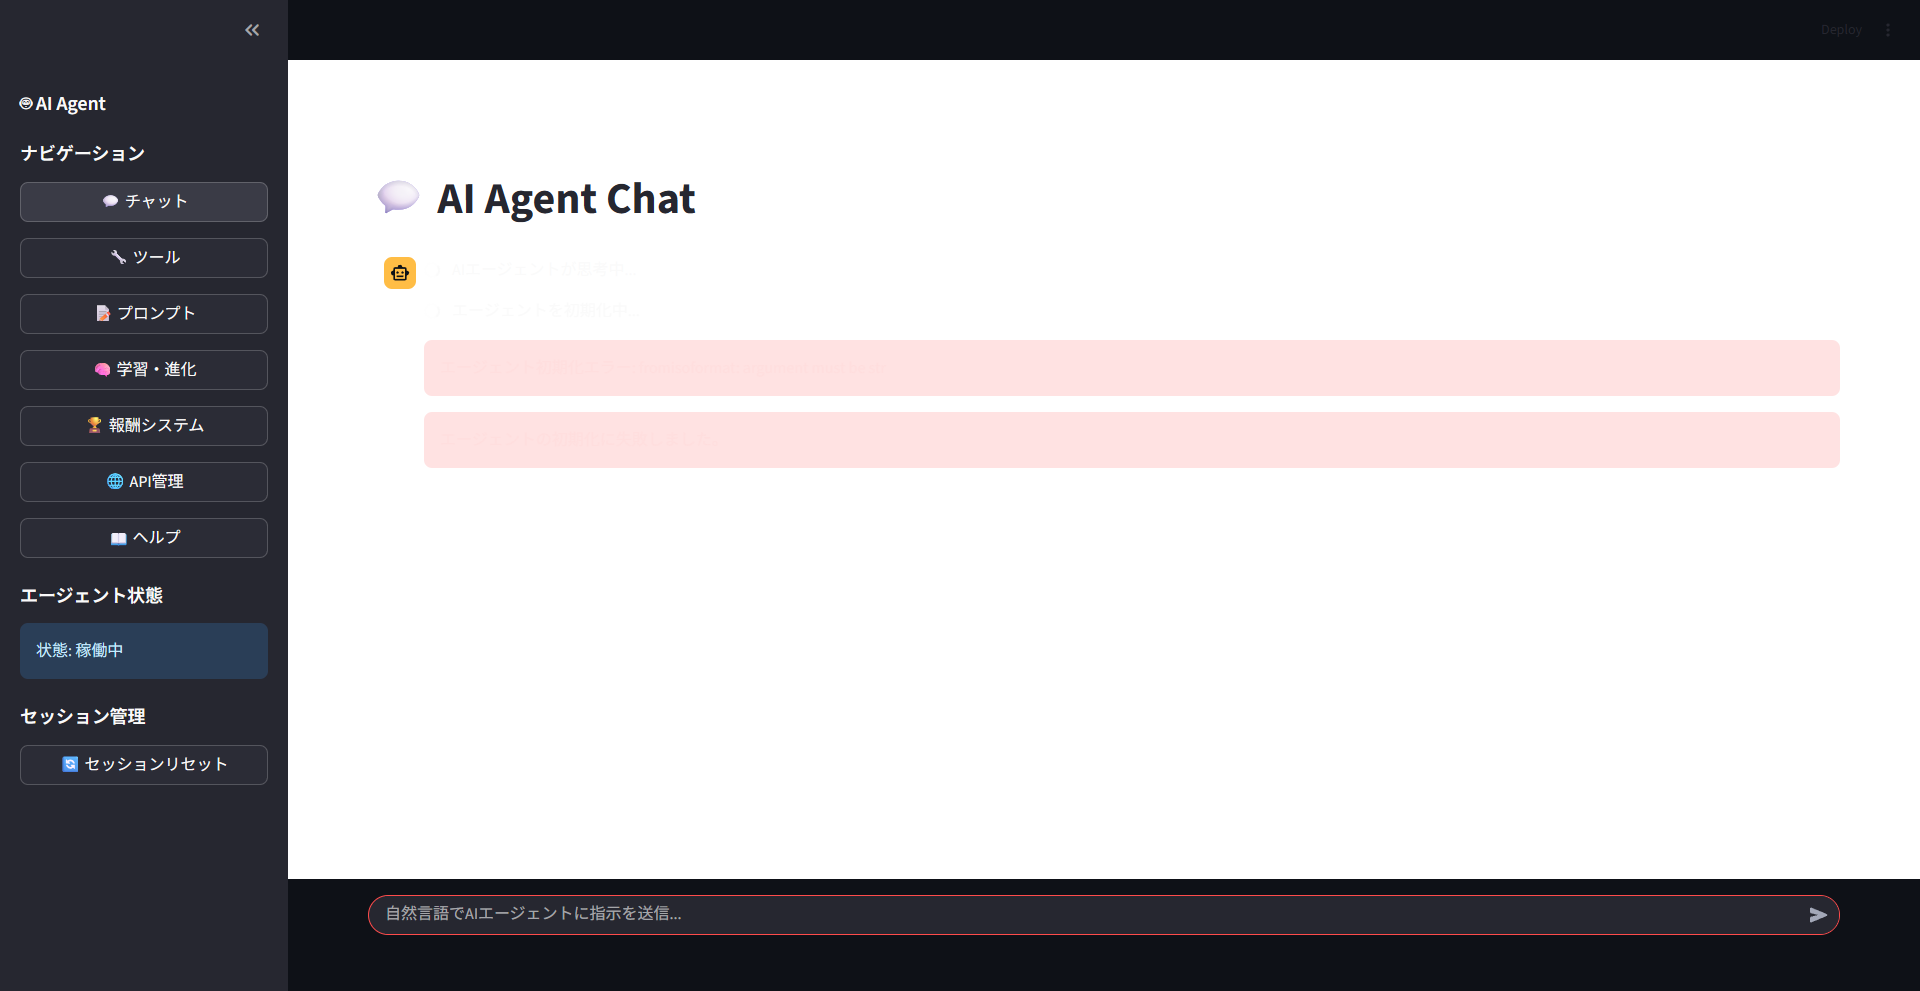 Deploy
AI Agent
ナビゲーション
チャット
ツール
プロンプト
学習・進化
報酬システム
API管理
ヘルプ
エージェント状態
状態: 稼働中
セッション管理
セッションリセット
AI Agent Chat
AIエージェントが思考中...
エージェントを初期化中...
自然言語でAIエージェントに指示を送信...